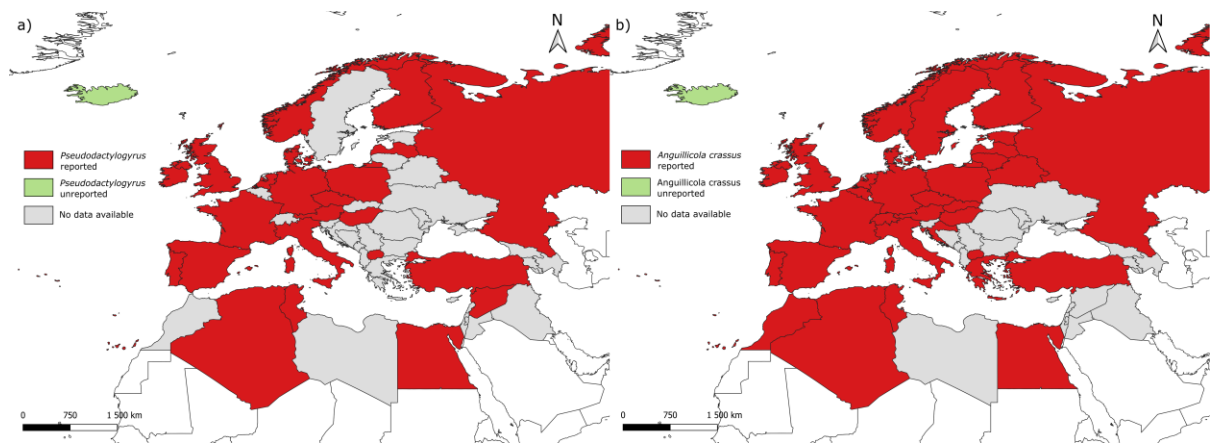 a)
N
Pseudodactylogyrus
reported
Pseudodactylogyrus
unreported
No data available
0 750 1 500 km
b)
N
Anguillicola crassus
reported
Anguillicola crassus
unreported
No data available
0 750 1 500 km